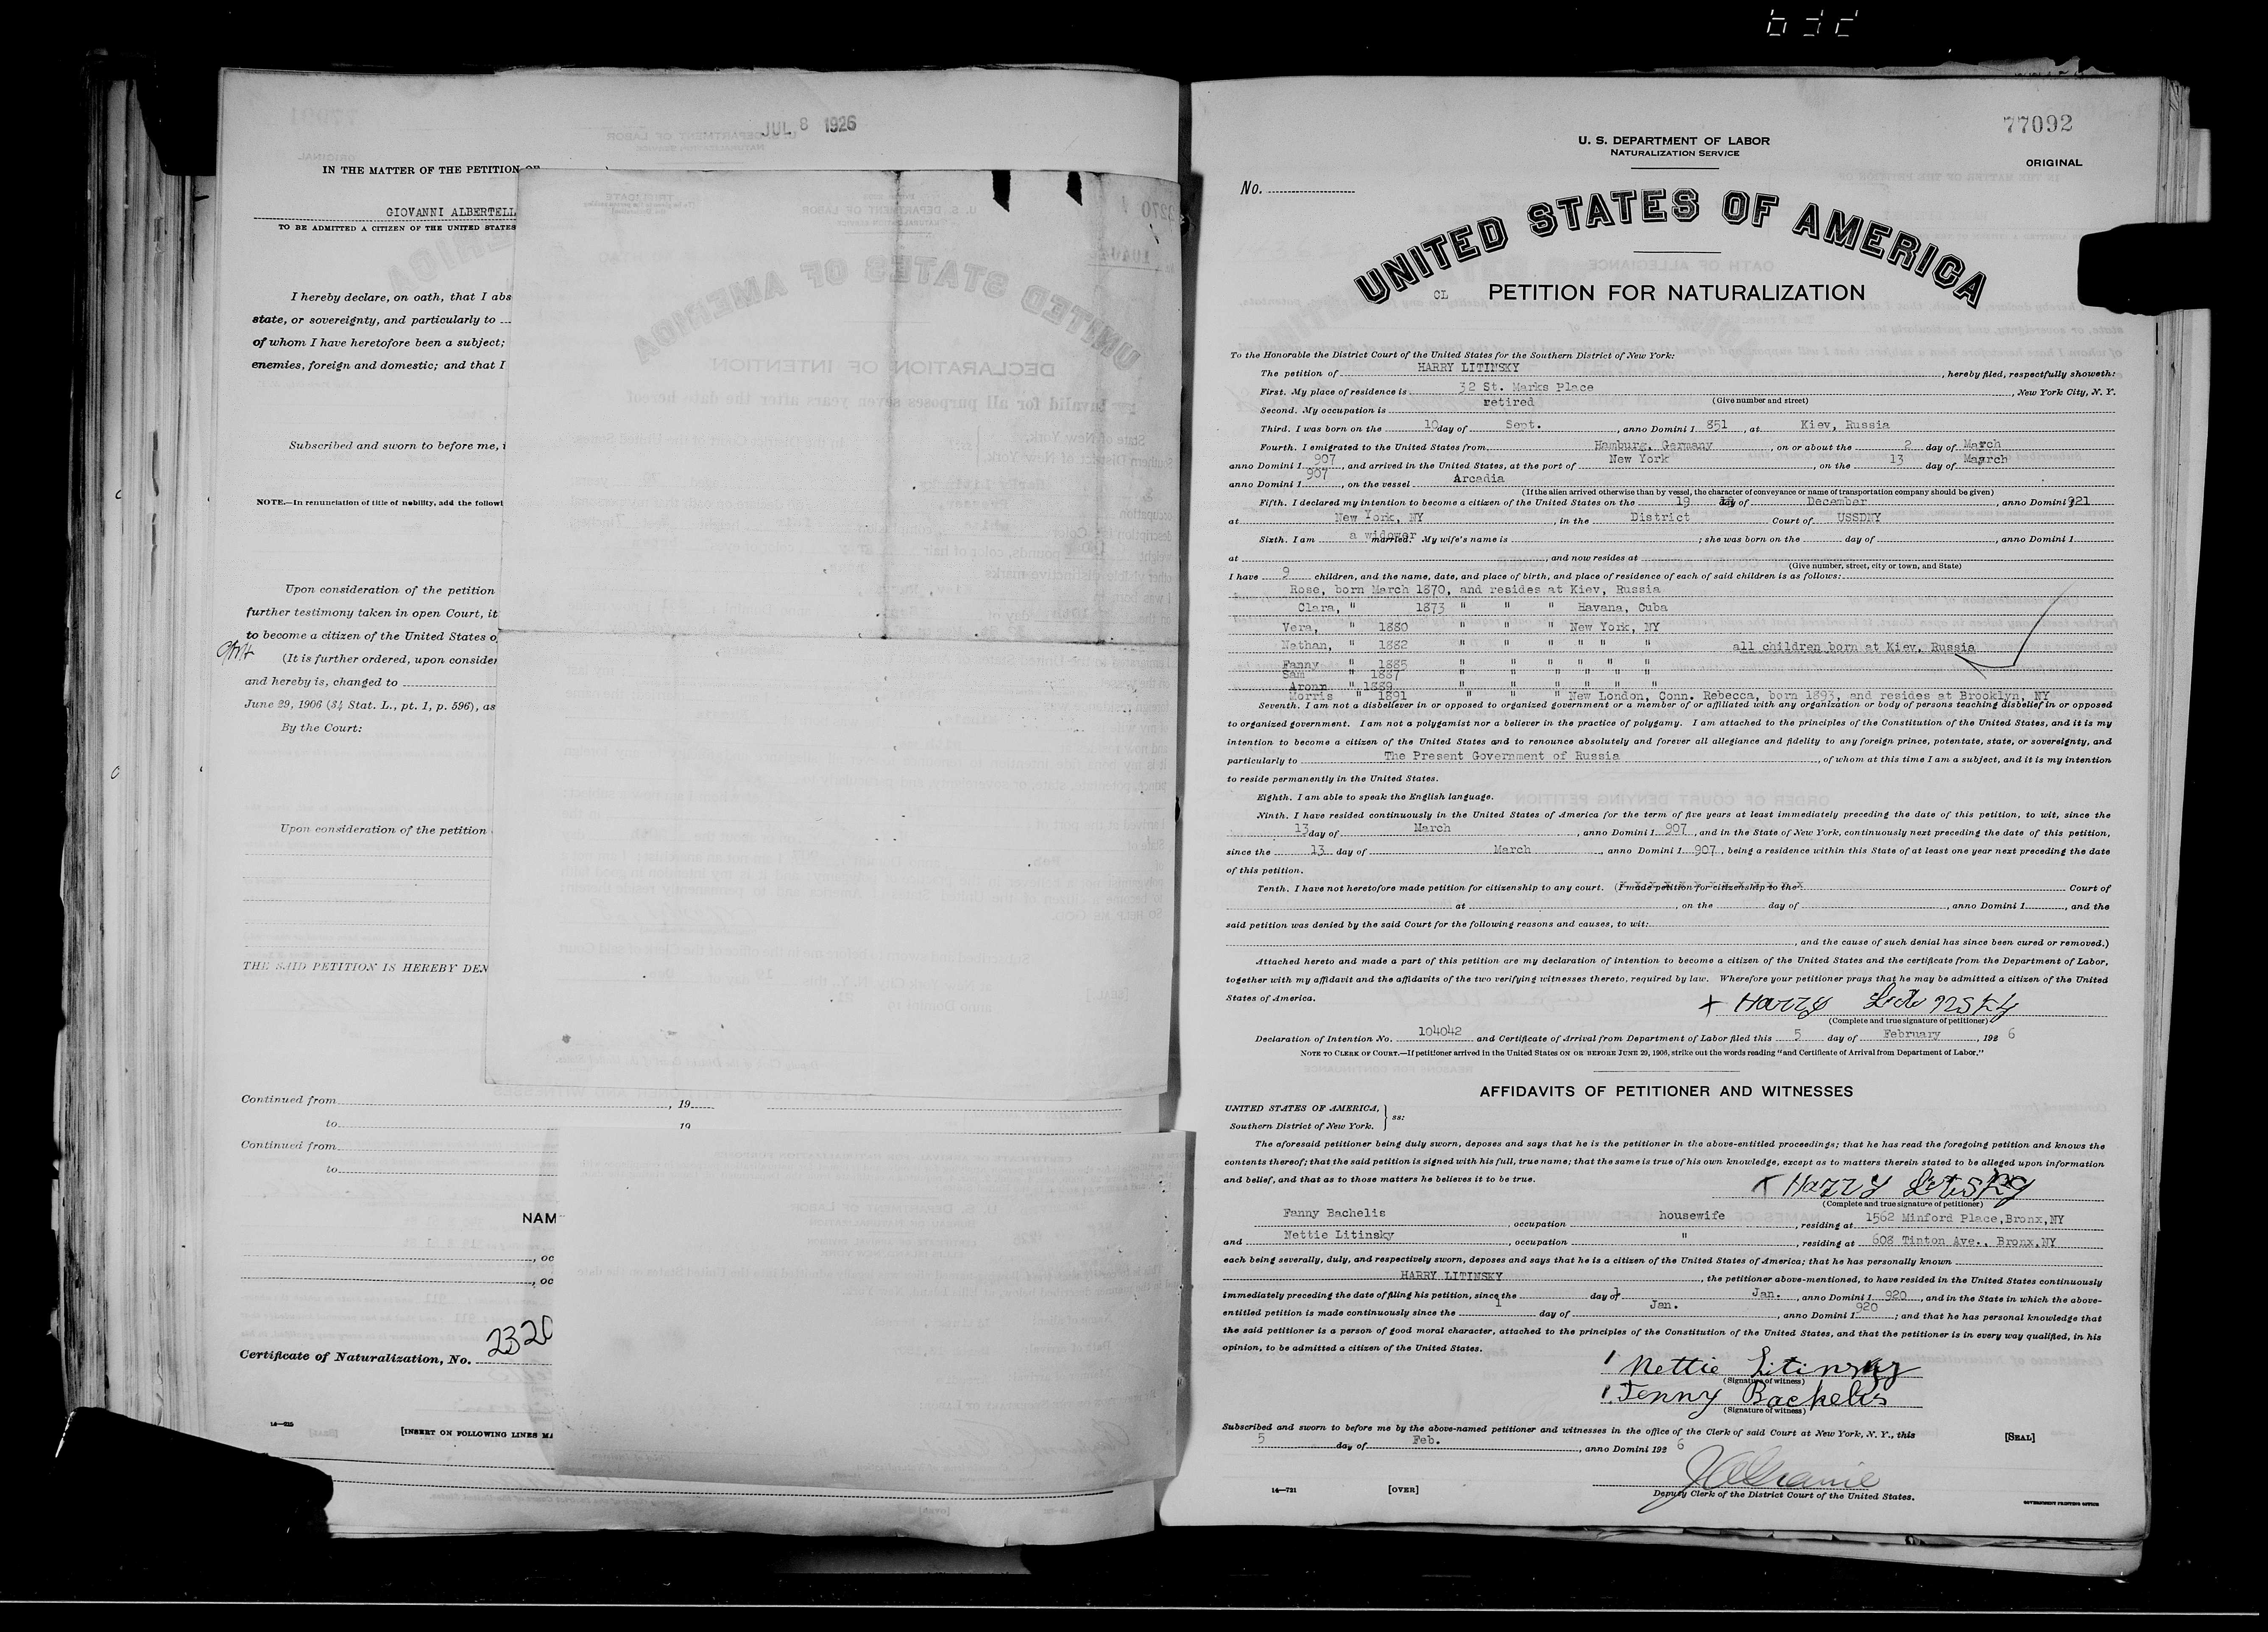 JUL 8 1926
IN THE MATTER OF THE PETITION OF
GIOVANNI ALBERTELL
TO BE ADMITTED A CITIZEN OF THE UNITED STATES
I hereby declare, on oath, that I abs
state, or sovereignty, and particularly to
of whom I have heretofore been a subject;
enemies, foreign and domestic; and that I
Subscribed and sworn to before me, i
NOTE.—In renunciation of title of nobility, add the followi
Upon consideration of the petition
further testimony taken in open Court, it
to become a citizen of the United States o
(It is further ordered, upon consider
and hereby is, changed to
June 29, 1906 (34 Stat. L., pt. 1, p. 596), as
By the Court:
Upon consideration of the petition
THE SAID PETITION IS HEREBY DEN
Continued from , 19
to 19
Continued from
to
NAM
, oc
, oc
Certificate of Naturalization, No. 2320
[INSERT ON FOLLOWING LINES MA
77092
U. S. DEPARTMENT OF LABOR
NATURALIZATION SERVICE
ORIGINAL
No.
UNITED STATES OF AMERICA
CL PETITION FOR NATURALIZATION
To the Honorable the District Court of the United States for the Southern District of New York:
The petition of HARRY LITINSKY , hereby filed, respectfully showeth:
First. My place of residence is 32 St. Marks Place , New York City, N. Y.
(Give number and street)
Second. My occupation is retired
Third. I was born on the 10 day of Sept. , anno Domini 1 851 , at Kiev, Russia
Fourth. I emigrated to the United States from Hamburg, Germany , on or about the 2 day of March
anno Domini 1 907 , and arrived in the United States, at the port of New York , on the 13 day of March
anno Domini 1 907 , on the vessel Arcadia
(If the alien arrived otherwise than by vessel, the character of conveyance or name of transportation company should be given)
Fifth. I declared my intention to become a citizen of the United States on the 19 day of December , anno Domini 1 921
at New York, NY , in the District Court of USSDNY
Sixth. I am a widower married. My wife's name is ; she was born on the day of , anno Domini 1
at , and now resides at
(Give number, street, city or town, and State)
I have 9 children, and the name, date, and place of birth, and place of residence of each of said children is as follows:
Rose, born March 1870, and resides at Kiev, Russia
Clara, " 1873 " " " Havana, Cuba
Vera, " 1880 " " " New York, NY
Nathan, " 1882 " " " " " " all children born at Kiev, Russia
Fanny " 1885 " " " " " "
Sam " 1887 " " " " " "
Aronn " 1889 " " " " " "
Morris " 1891 " " " New London, Conn. Rebecca, born 1893, and resides at Brooklyn, NY
Seventh. I am not a disbeliever in or opposed to organized government or a member of or affiliated with any organization or body of persons teaching disbelief in or opposed
to organized government. I am not a polygamist nor a believer in the practice of polygamy. I am attached to the principles of the Constitution of the United States, and it is my
intention to become a citizen of the United States and to renounce absolutely and forever all allegiance and fidelity to any foreign prince, potentate, state, or sovereignty, and
particularly to The Present Government of Russia , of whom at this time I am a subject, and it is my intention
to reside permanently in the United States.
Eighth. I am able to speak the English language.
Ninth. I have resided continuously in the United States of America for the term of five years at least immediately preceding the date of this petition, to wit, since the
13 day of March , anno Domini 1 907 , and in the State of New York, continuously next preceding the date of this petition,
since the 13 day of March , anno Domini 1 907 , being a residence within this State of at least one year next preceding the date
of this petition.
Tenth. I have not heretofore made petition for citizenship to any court. (I made petition for citizenship to the Court of
at , on the day of , anno Domini 1 , and the
said petition was denied by the said Court for the following reasons and causes, to wit:
, and the cause of such denial has since been cured or removed.)
Attached hereto and made a part of this petition are my declaration of intention to become a citizen of the United States and the certificate from the Department of Labor,
together with my affidavit and the affidavits of the two verifying witnesses thereto, required by law. Wherefore your petitioner prays that he may be admitted a citizen of the United
States of America.
x Harry Litinsky
(Complete and true signature of petitioner)
Declaration of Intention No. 104042 and Certificate of Arrival from Department of Labor filed this 5 day of February , 192 6
NOTE TO CLERK OF COURT.—If petitioner arrived in the United States ON OR BEFORE JUNE 29, 1906, strike out the words reading "and Certificate of Arrival from Department of Labor."
AFFIDAVITS OF PETITIONER AND WITNESSES
UNITED STATES OF AMERICA,
Southern District of New York. } ss:
The aforesaid petitioner being duly sworn, deposes and says that he is the petitioner in the above-entitled proceedings; that he has read the foregoing petition and knows the
contents thereof; that the said petition is signed with his full, true name; that the same is true of his own knowledge, except as to matters therein stated to be alleged upon information
and belief, and that as to those matters he believes it to be true.
x Harry Litinsky
(Complete and true signature of petitioner)
Fanny Bachelis , occupation housewife , residing at 1562 Minford Place, Bronx, NY
and Nettie Litinsky , occupation " , residing at 608 Tinton Ave., Bronx, NY
each being severally, duly, and respectively sworn, deposes and says that he is a citizen of the United States of America; that he has personally known
HARRY LITINSKY , the petitioner above-mentioned, to have resided in the United States continuously
immediately preceding the date of filing his petition, since the 1 day of Jan. , anno Domini 1 920 , and in the State in which the above-
entitled petition is made continuously since the 1 day of Jan. , anno Domini 1 920 ; and that he has personal knowledge that
the said petitioner is a person of good moral character, attached to the principles of the Constitution of the United States, and that the petitioner is in every way qualified, in his
opinion, to be admitted a citizen of the United States.
Nettie Litinsky
(Signature of witness)
Fenny Bachelis
(Signature of witness)
Subscribed and sworn to before me by the above-named petitioner and witnesses in the office of the Clerk of said Court at New York, N. Y., this
5 day of Feb. , anno Domini 192 6
[SEAL]
Deputy Clerk of the District Court of the United States.
14—721
[OVER]
GOVERNMENT PRINTING OFFICE